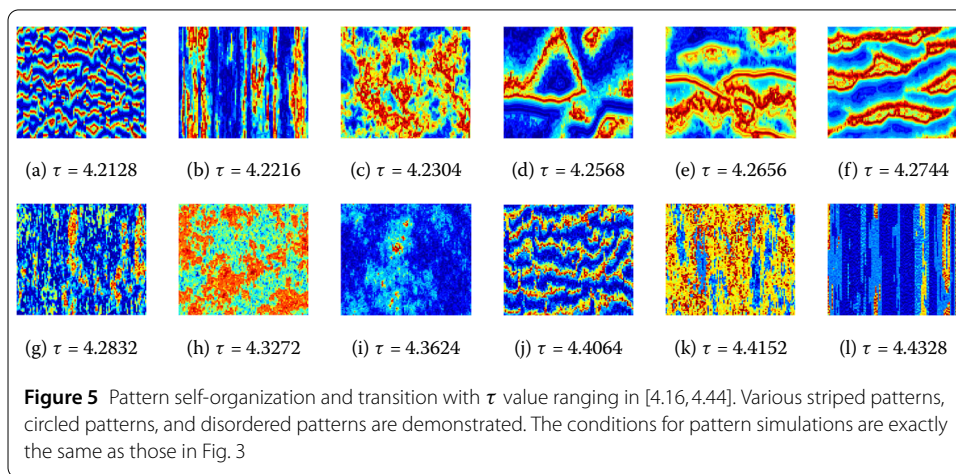 (a) τ = 4.2128 (b) τ = 4.2216 (c) τ = 4.2304 (d) τ = 4.2568 (e) τ = 4.2656 (f) τ = 4.2744
(g) τ = 4.2832 (h) τ = 4.3272 (i) τ = 4.3624 (j) τ = 4.4064 (k) τ = 4.4152 (l) τ = 4.4328
Figure 5 Pattern self-organization and transition with τ value ranging in [4.16, 4.44]. Various striped patterns,
circled patterns, and disordered patterns are demonstrated. The conditions for pattern simulations are exactly
the same as those in Fig. 3